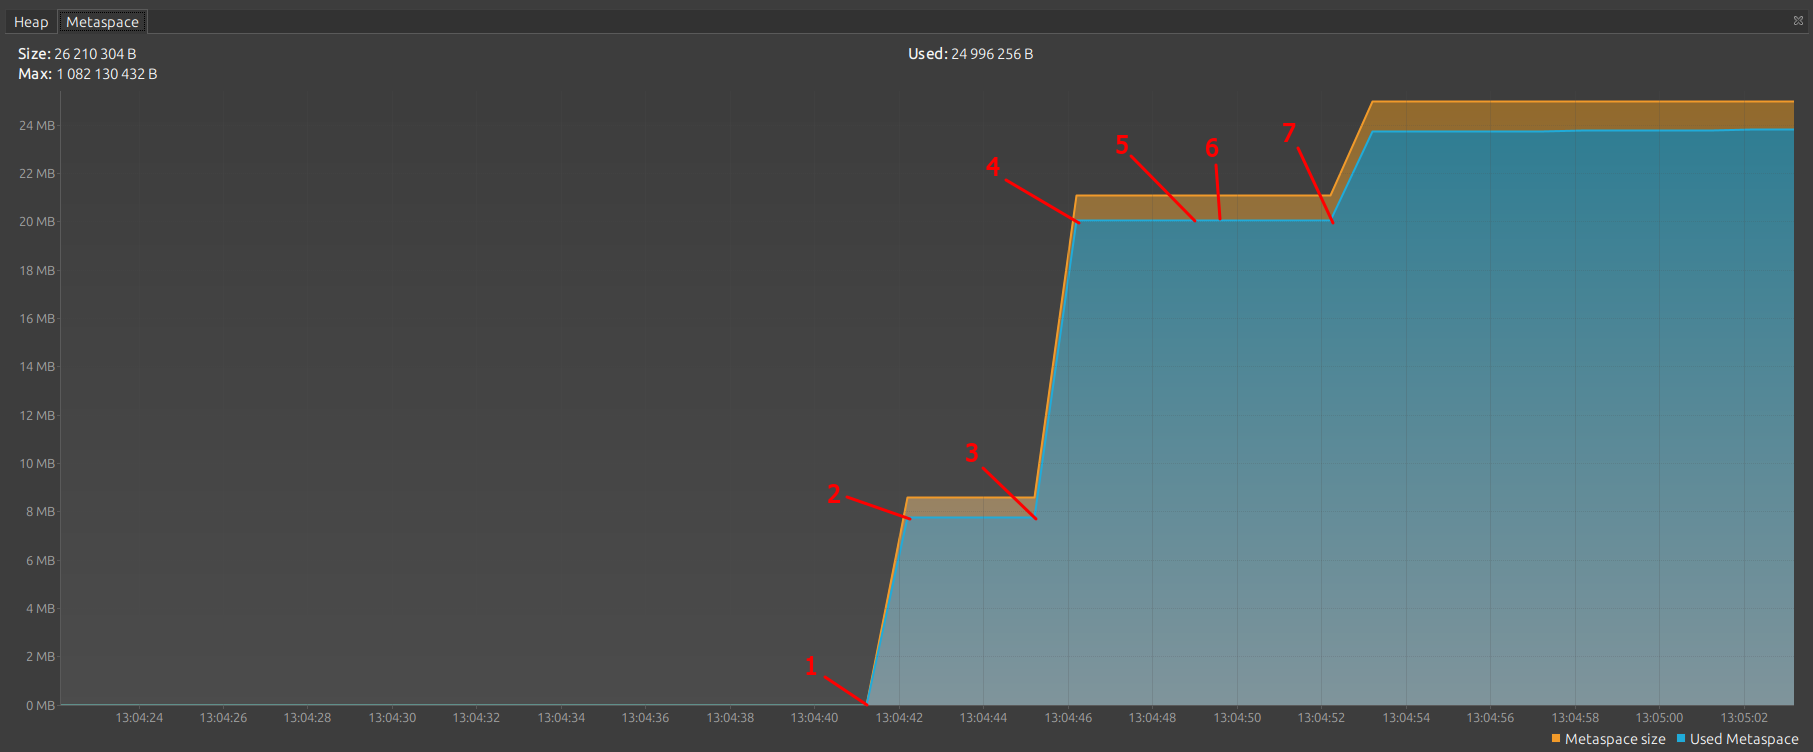 Heap Metaspace
Size: 26 210 304 B
Max: 1 082 130 432 B
Used: 24 996 256 B
24 MB
22 MB
20 MB
18 MB
16 MB
14 MB
12 MB
10 MB
8 MB
6 MB
4 MB
2 MB
0 MB
1
2
3
4
5
6
7
13:04:24 13:04:26 13:04:28 13:04:30 13:04:32 13:04:34 13:04:36 13:04:38 13:04:40 13:04:42 13:04:44 13:04:46 13:04:48 13:04:50 13:04:52 13:04:54 13:04:56 13:04:58 13:05:00 13:05:02
Metaspace size Used Metaspace